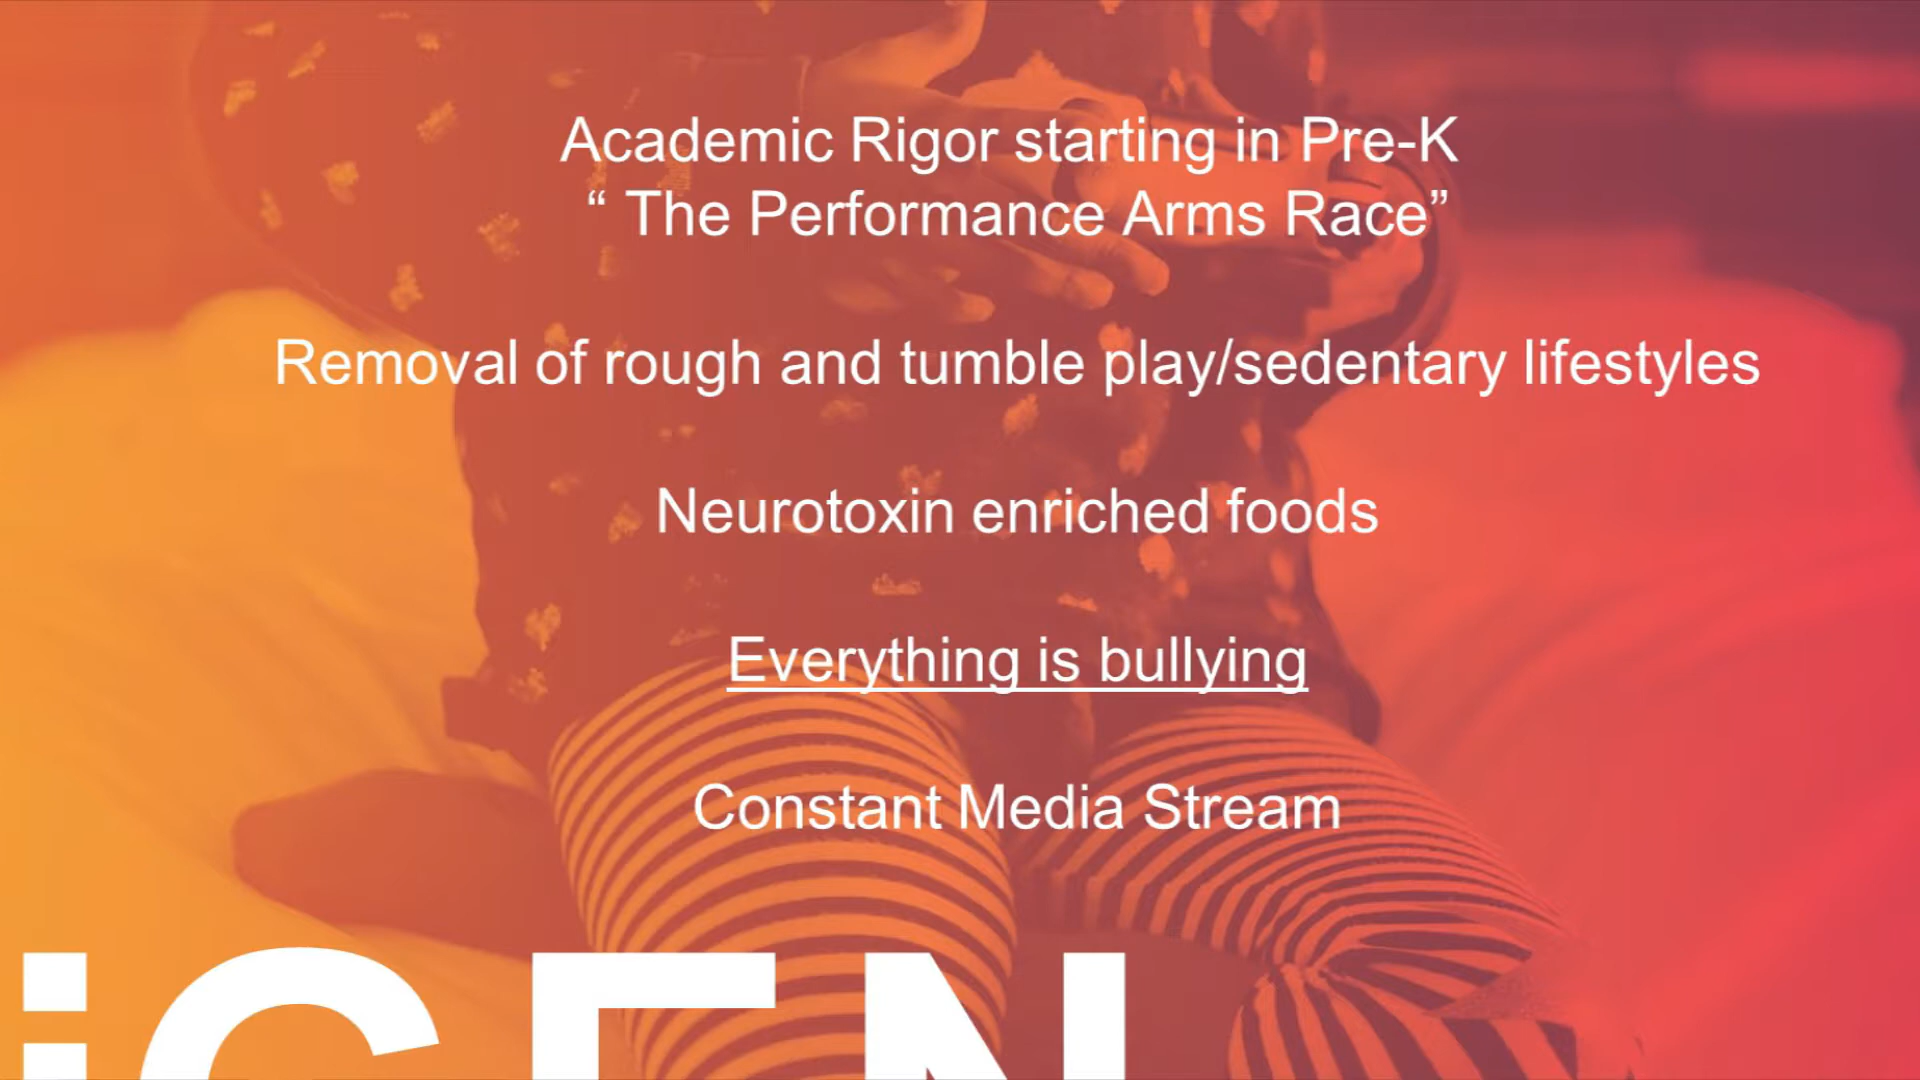 Academic Rigor starting in Pre-K
“ The Performance Arms Race”
Removal of rough and tumble play/sedentary lifestyles
Neurotoxin enriched foods
Everything is bullying
Constant Media Stream
iGEN